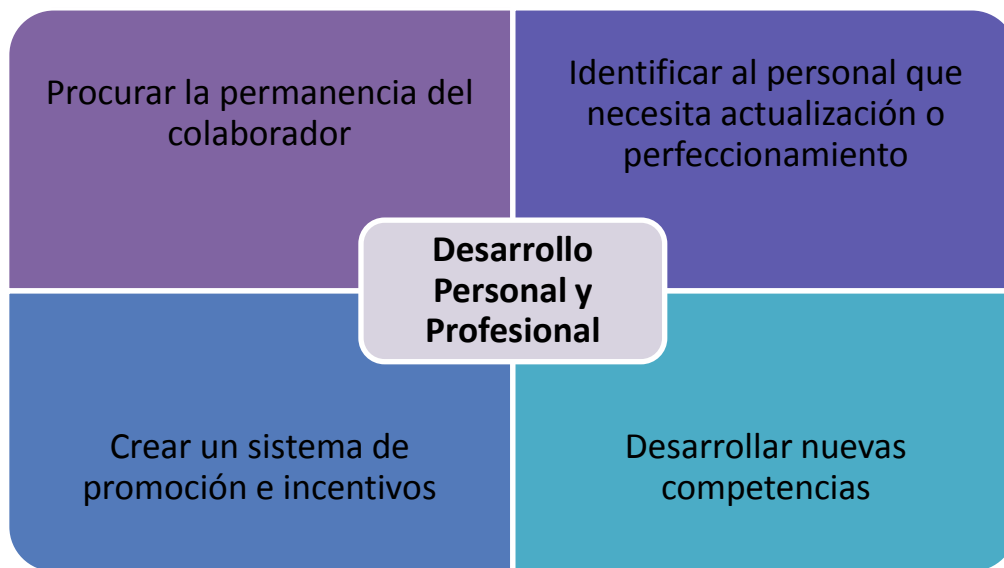 Procurar la permanencia del
colaborador
Identificar al personal que
necesita actualización o
perfeccionamiento
Desarrollo
Personal y
Profesional
Crear un sistema de
promoción e incentivos
Desarrollar nuevas
competencias